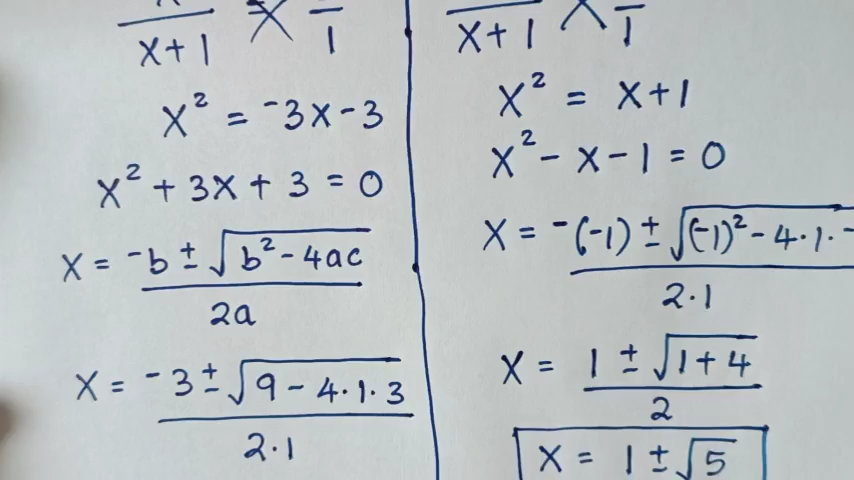 x+1 1
x² = -3x-3
x² + 3x + 3 = 0
x = -b ± √(b² - 4ac)
2a
x = -3 ± √(9 - 4·1·3)
2·1
x+1 1
x² = x+1
x² - x - 1 = 0
x = -(-1) ± √((-1)² - 4·1·-
2·1
x = 1 ± √(1+4)
2
x = 1 ± √5